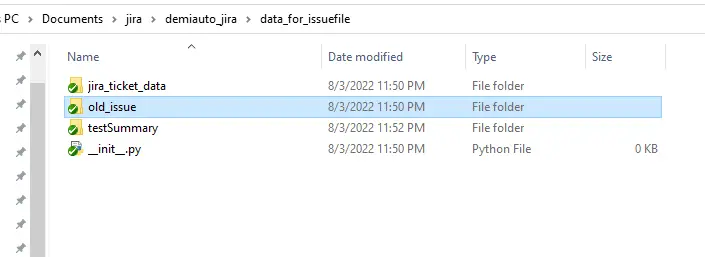 s PC > Documents > jira > demiauto_jira > data_for_issuefile
Name Date modified Type Size
jira_ticket_data 8/3/2022 11:50 PM File folder
old_issue 8/3/2022 11:50 PM File folder
testSummary 8/3/2022 11:52 PM File folder
__init__.py 8/3/2022 11:50 PM Python File 0 KB